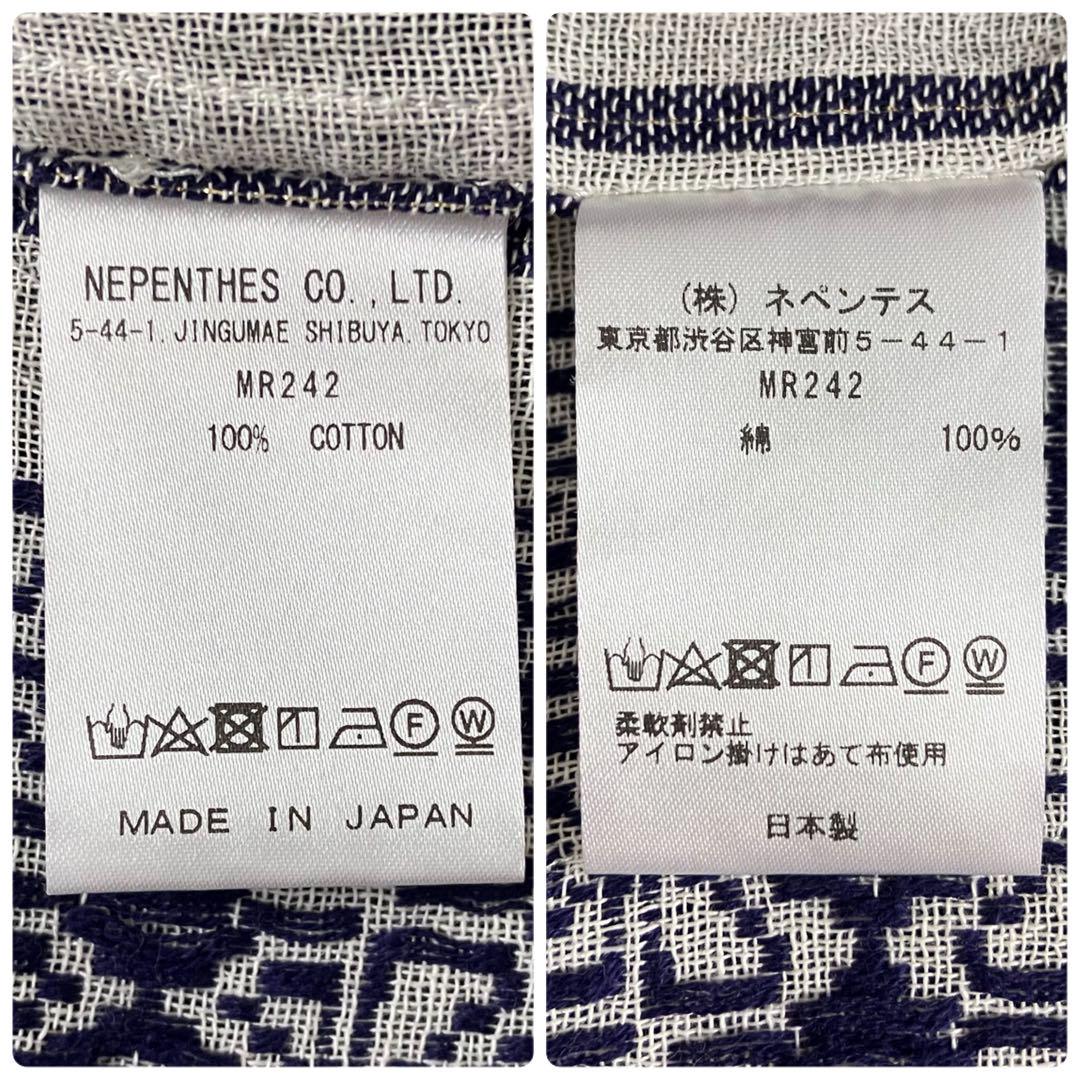 NEPENTHES CO.,LTD.
5-44-1.JINGUMAE SHIBUYA.TOKYO
MR242
100% COTTON
F W
MADE IN JAPAN
(株) ネペンテス
東京都渋谷区神宮前5-44-1
MR242
綿 100%
F W
柔軟剤禁止
アイロン掛けはあて布使用
日本製